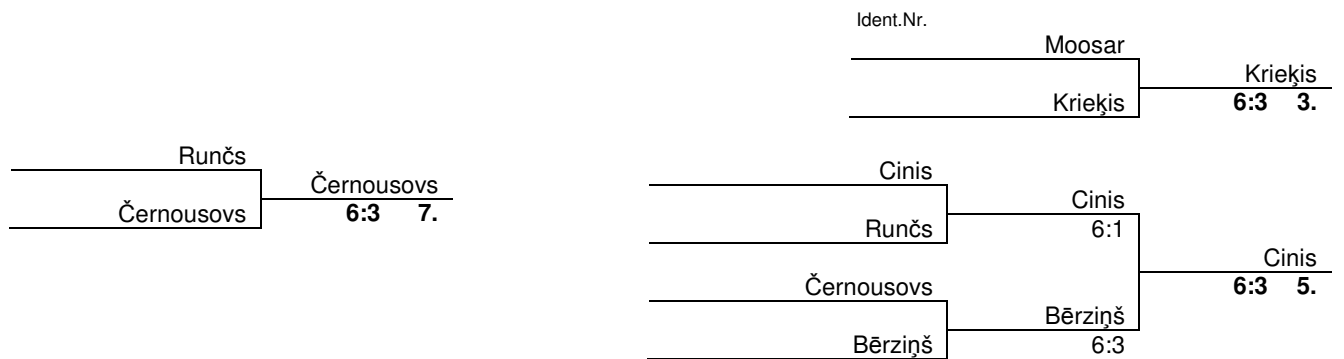 Ident.Nr.
Moosar
Krieķis
Krieķis
6:3 3.
Runčs
Černousovs
Černousovs
6:3 7.
Cinis
Runčs
Cinis
6:1
Černousovs
Bērziņš
Bērziņš
6:3
Cinis
6:3 5.